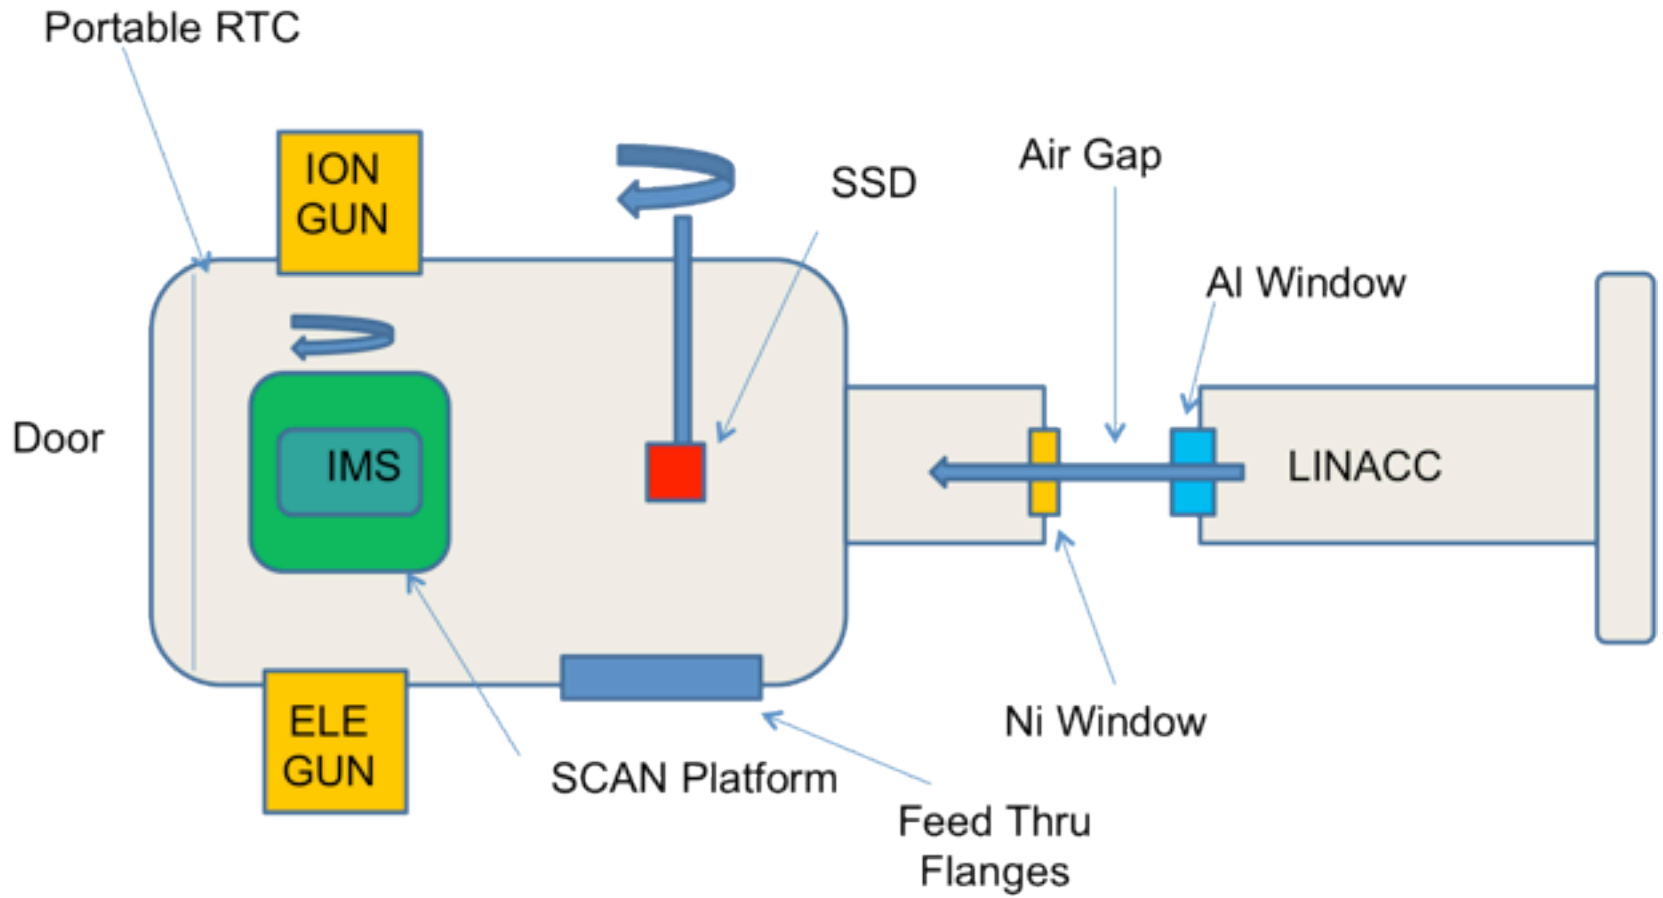 Portable RTC
ION
GUN
SSD
Air Gap
Al Window
Door
IMS
LINACC
ELE
GUN
SCAN Platform
Ni Window
Feed Thru
Flanges